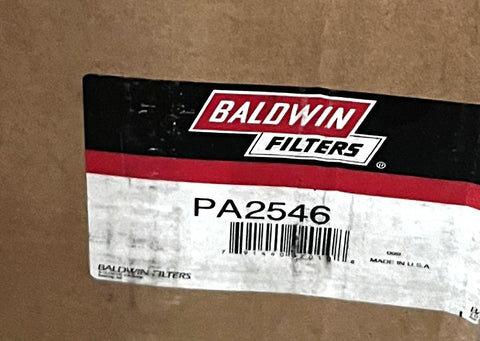 BALDWIN
FILTERS
®
PA2546
MADE IN U.S.A.
BALDWIN FILTERS